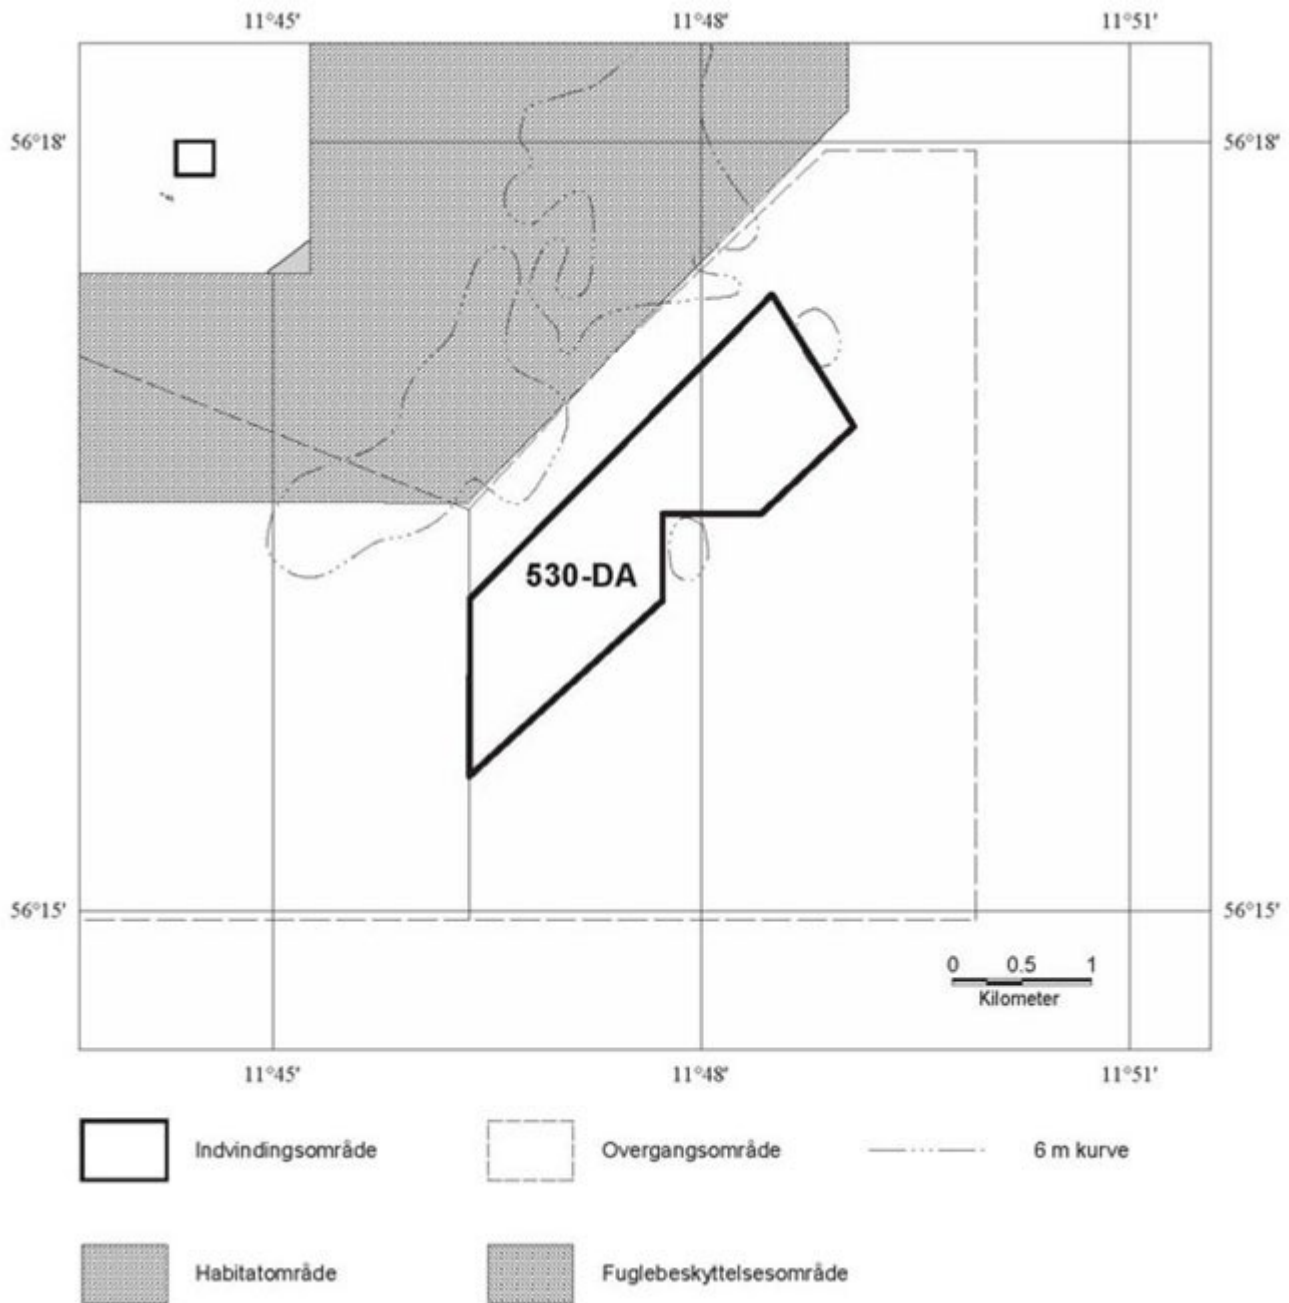 11°45' 11°48' 11°51'
56°18' 56°18'
530-DA
56°15' 56°15'
0 0.5 1
Kilometer
11°45' 11°48' 11°51'
Indvindingsområde Overgangsområde 6 m kurve
Habitatområde Fuglebeskyttelsesområde